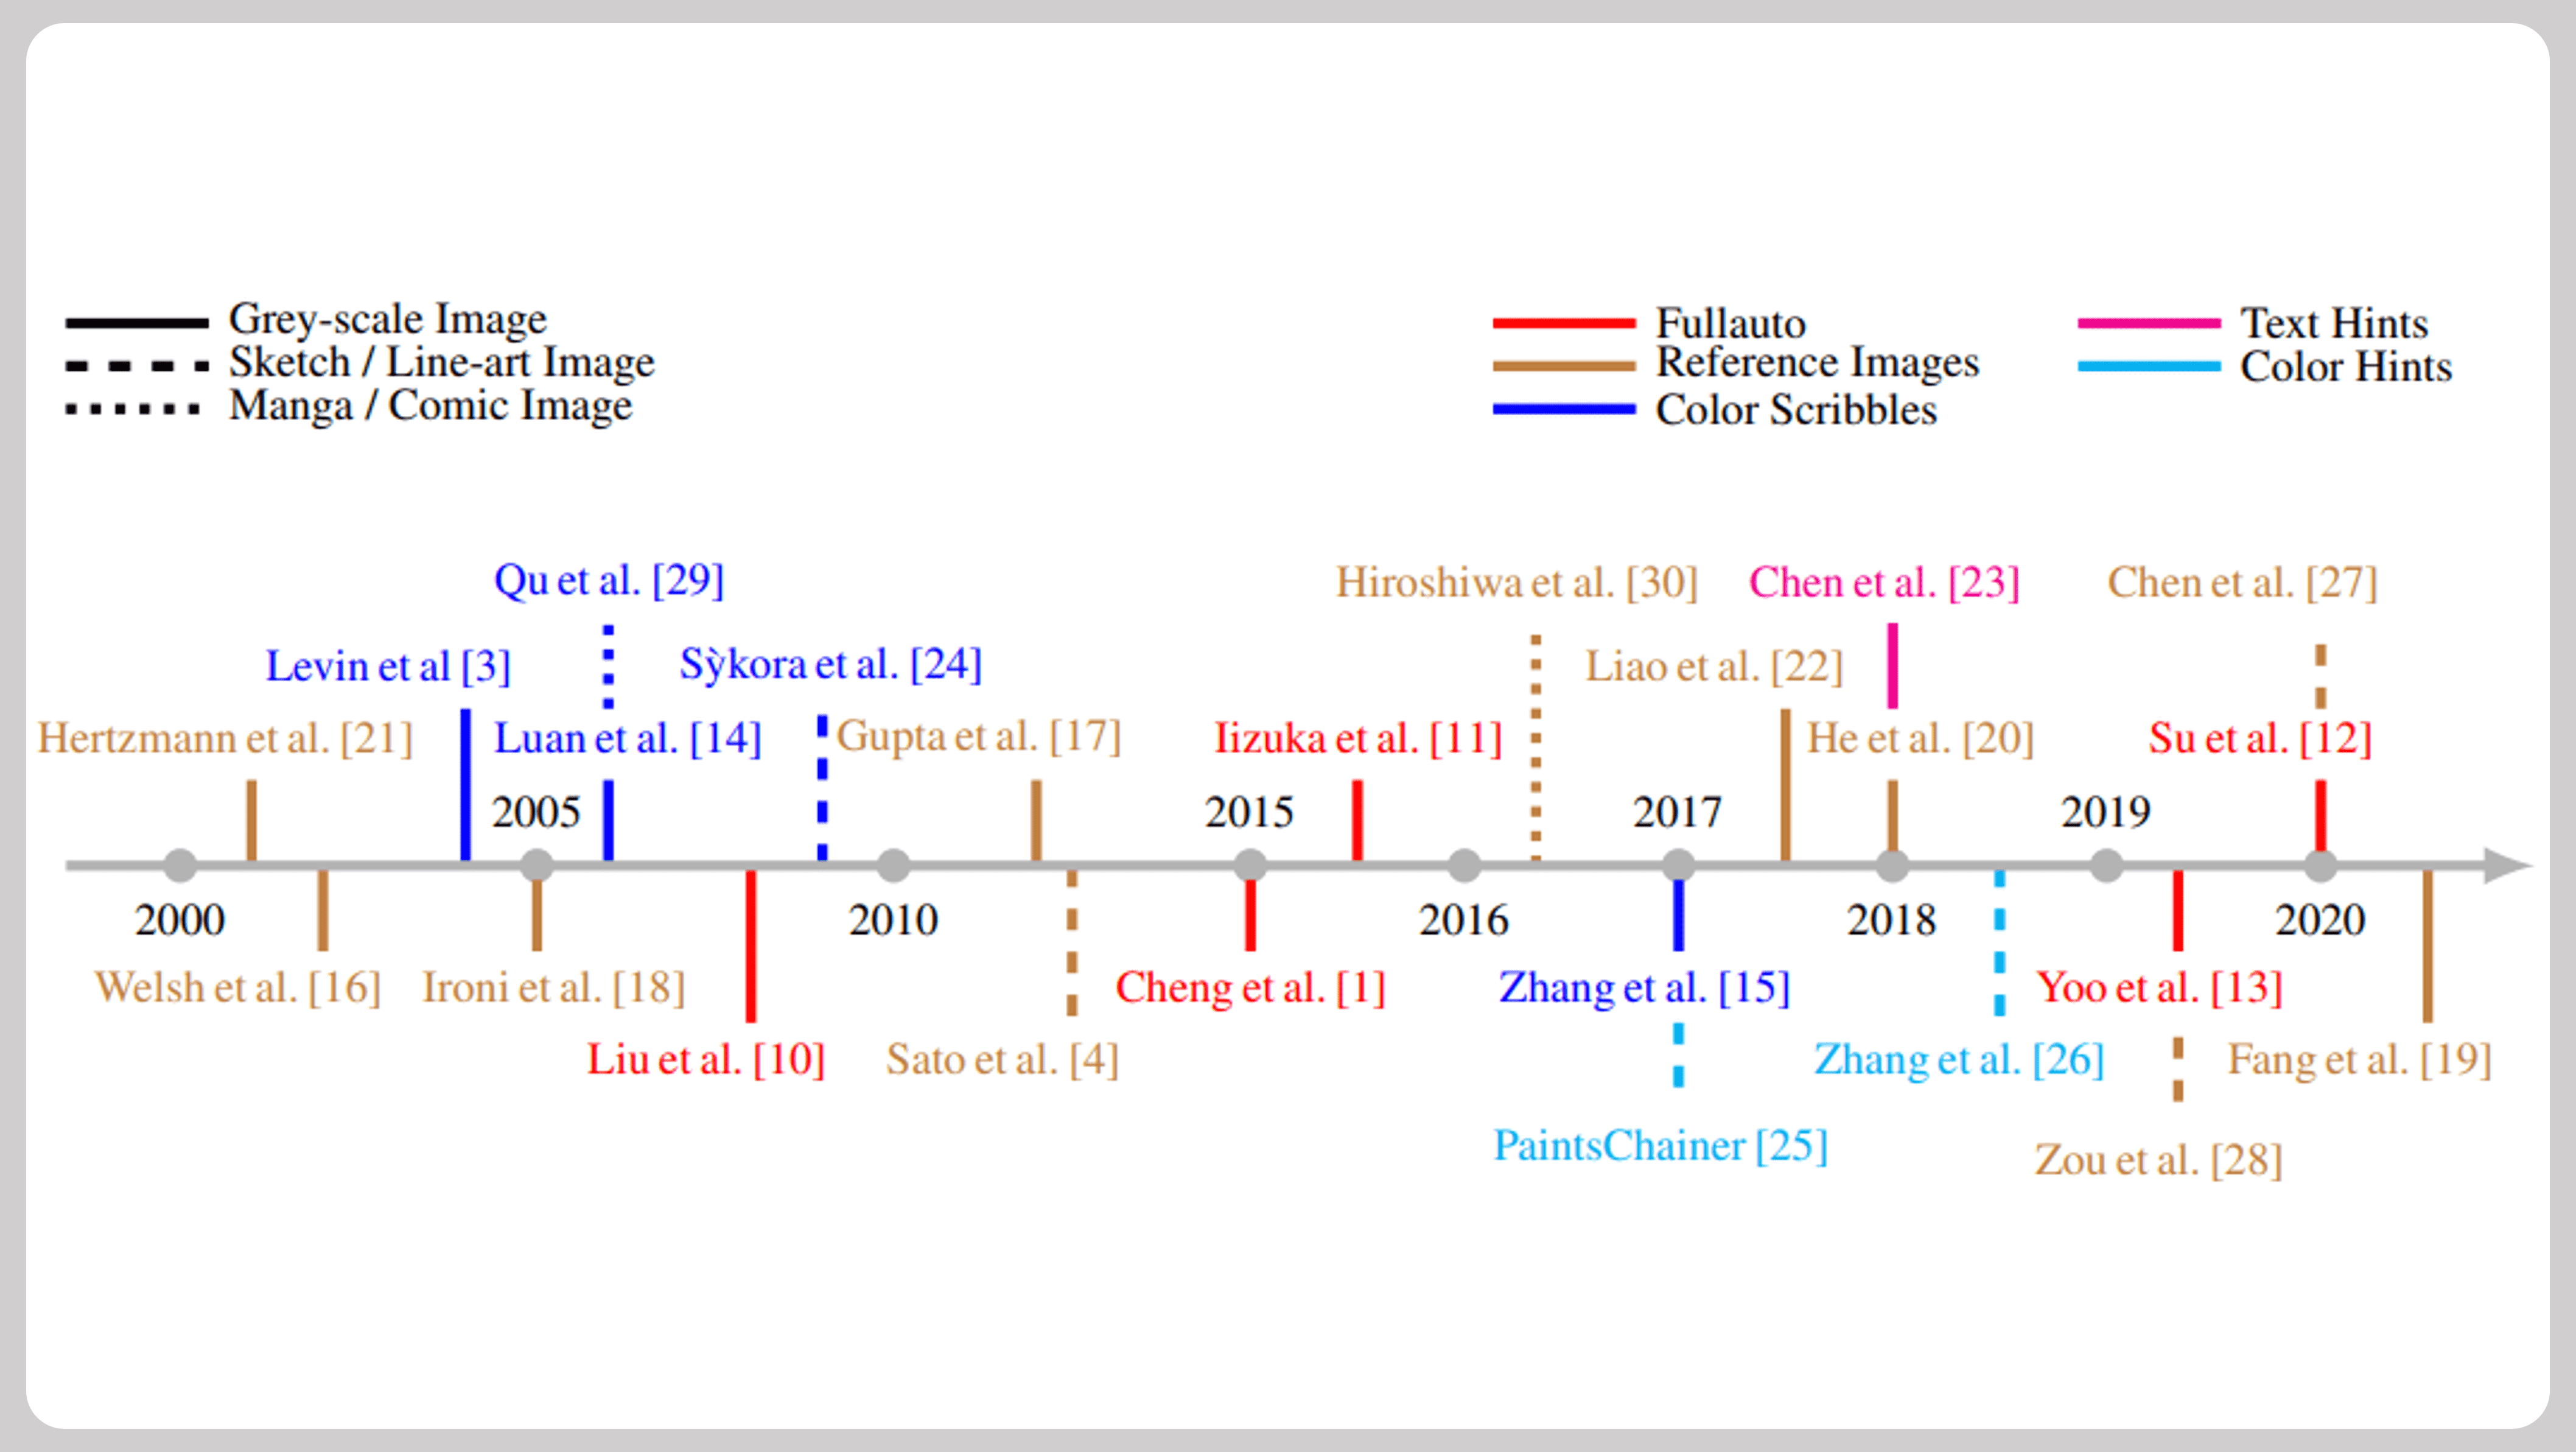 Grey-scale Image
Sketch / Line-art Image
Manga / Comic Image
Fullauto
Reference Images
Color Scribbles
Text Hints
Color Hints
Qu et al. [29]
Hiroshiwa et al. [30]
Chen et al. [23]
Chen et al. [27]
Levin et al [3]
Sỳkora et al. [24]
Liao et al. [22]
Hertzmann et al. [21]
Luan et al. [14]
Gupta et al. [17]
Iizuka et al. [11]
He et al. [20]
Su et al. [12]
2005
2015
2017
2019
2000
2010
2016
2018
2020
Welsh et al. [16]
Ironi et al. [18]
Cheng et al. [1]
Zhang et al. [15]
Yoo et al. [13]
Liu et al. [10]
Sato et al. [4]
Zhang et al. [26]
Fang et al. [19]
PaintsChainer [25]
Zou et al. [28]